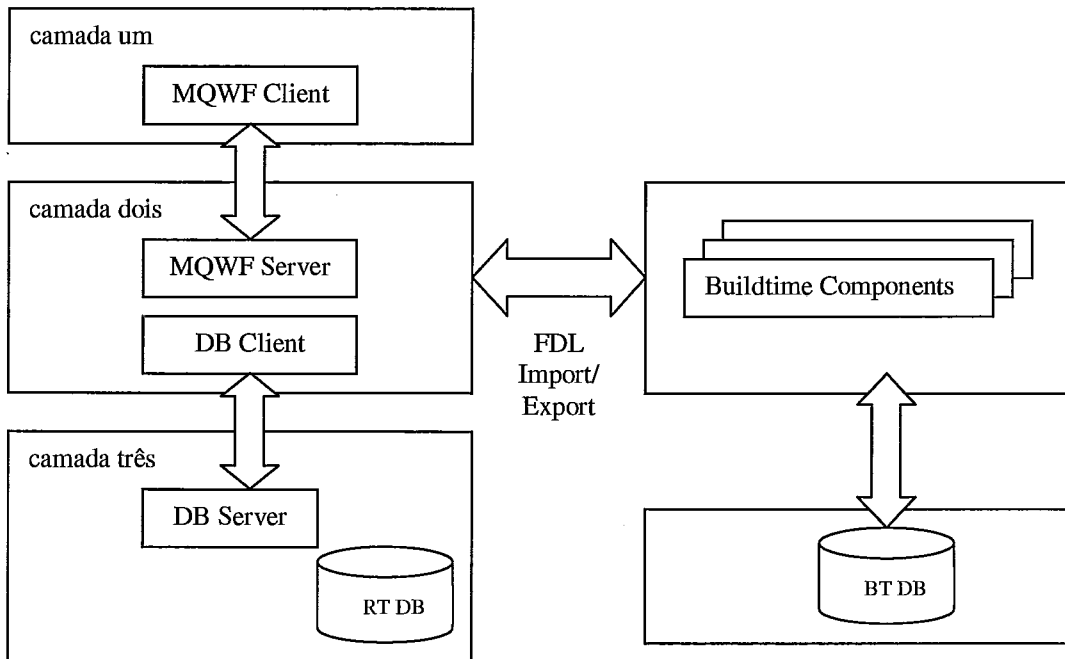 camada um
MQWF Client
camada dois
MQWF Server
DB Client
camada três
DB Server
RT DB
FDL
Import/
Export
Buildtime Components
BT DB